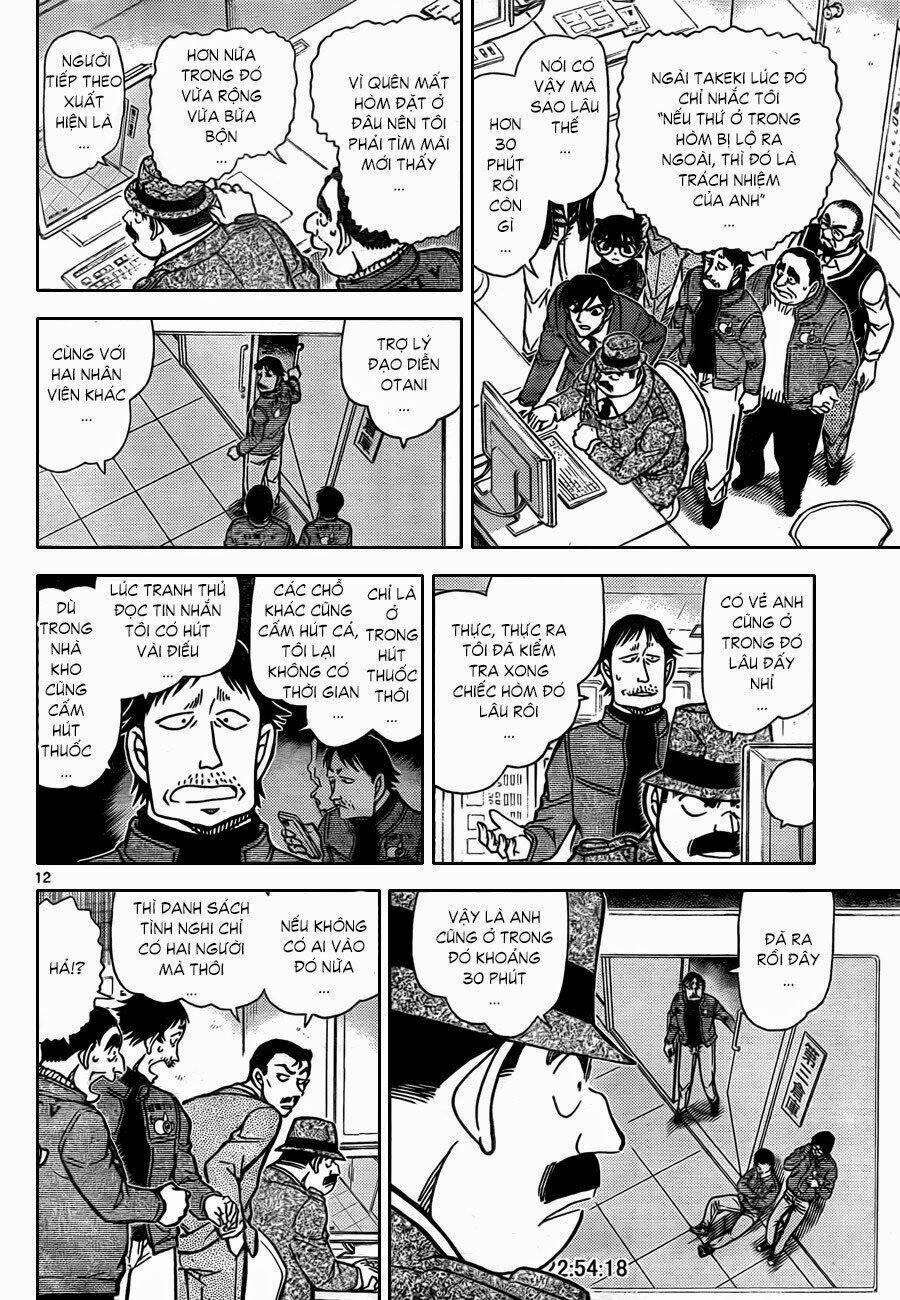 NGÀI TAKEKI LÚC ĐÓ
CHỈ NHẮC TÔI
“NẾU THỨ Ở TRONG
HÒM BỊ LỘ RA
NGOÀI, THÌ ĐÓ LÀ
TRÁCH NHIỆM
CỦA ANH”
...
NÓI CÓ
VẬY MÀ
SAO LÂU
THẾ
HƠN
30
PHÚT
RỒI
CÒN
GÌ
...
VÌ QUÊN MẤT
HÒM ĐẶT Ở
ĐÂU NÊN TÔI
PHẢI TÌM MÃI
MỚI THẤY
...
HƠN NỮA
TRONG ĐÓ
VỪA RỘNG
VỪA BỪA
BỘN
...
NGƯỜI
TIẾP THEO
XUẤT
HIỆN LÀ
...
TRỢ LÝ
ĐẠO DIỄN
OTANI
...
CÙNG VỚI
HAI NHÂN
VIÊN KHÁC
...
CÓ VẺ ANH
CŨNG Ở
TRONG ĐÓ
LÂU ĐẤY
NHỈ
THỰC, THỰC RA
TÔI ĐÃ KIỂM
TRA XONG
CHIẾC HÒM ĐÓ
LÂU RỒI
...
CHỈ LÀ
Ở
TRONG
HÚT
THUỐC
THÔI
...
CÁC CHỖ
KHÁC CŨNG
CẤM HÚT CẢ,
TÔI LẠI
KHÔNG CÓ
THỜI GIAN
...
LÚC TRANH THỦ
ĐỌC TIN NHẮN
TÔI CÓ HÚT
VÀI ĐIẾU
...
DÙ
TRONG
NHÀ
KHO
CŨNG
CẤM
HÚT
THUỐC
...
12
ĐÃ RA
RỒI ĐÂY
...
第三倉庫
VẬY LÀ ANH
CŨNG Ở TRONG
ĐÓ KHOẢNG
30 PHÚT
...
22:54:18
NẾU KHÔNG
CÓ AI VÀO
ĐÓ NỮA
...
THÌ DANH SÁCH
TÌNH NGHI CHỈ
CÓ HAI NGƯỜI
MÀ THÔI
...
HẢ!?